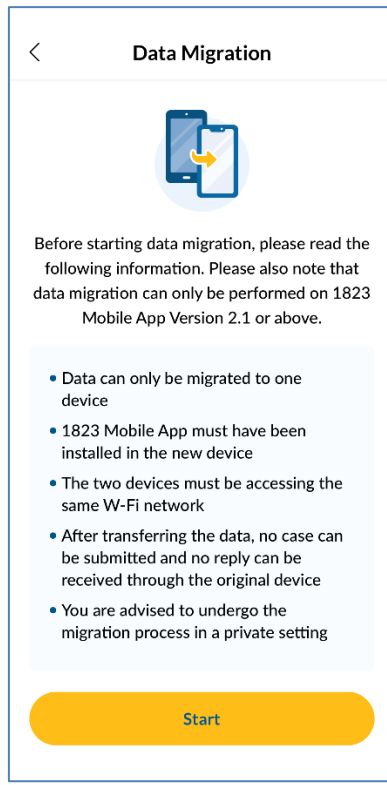 Data Migration
Before starting data migration, please read the
following information. Please also note that
data migration can only be performed on 1823
Mobile App Version 2.1 or above.
• Data can only be migrated to one
device
• 1823 Mobile App must have been
installed in the new device
• The two devices must be accessing the
same W-Fi network
• After transferring the data, no case can
be submitted and no reply can be
received through the original device
• You are advised to undergo the
migration process in a private setting
Start